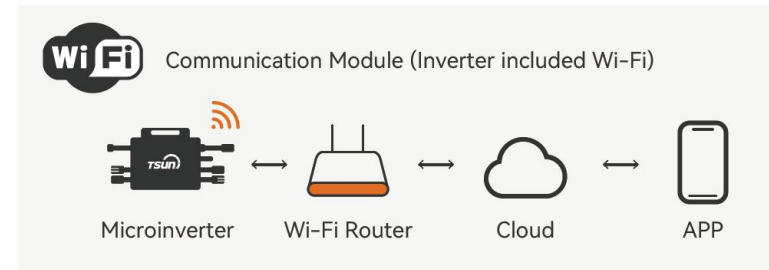 WiFi
Communication Module (Inverter included Wi-Fi)
TSUN
Microinverter
Wi-Fi Router
Cloud
APP